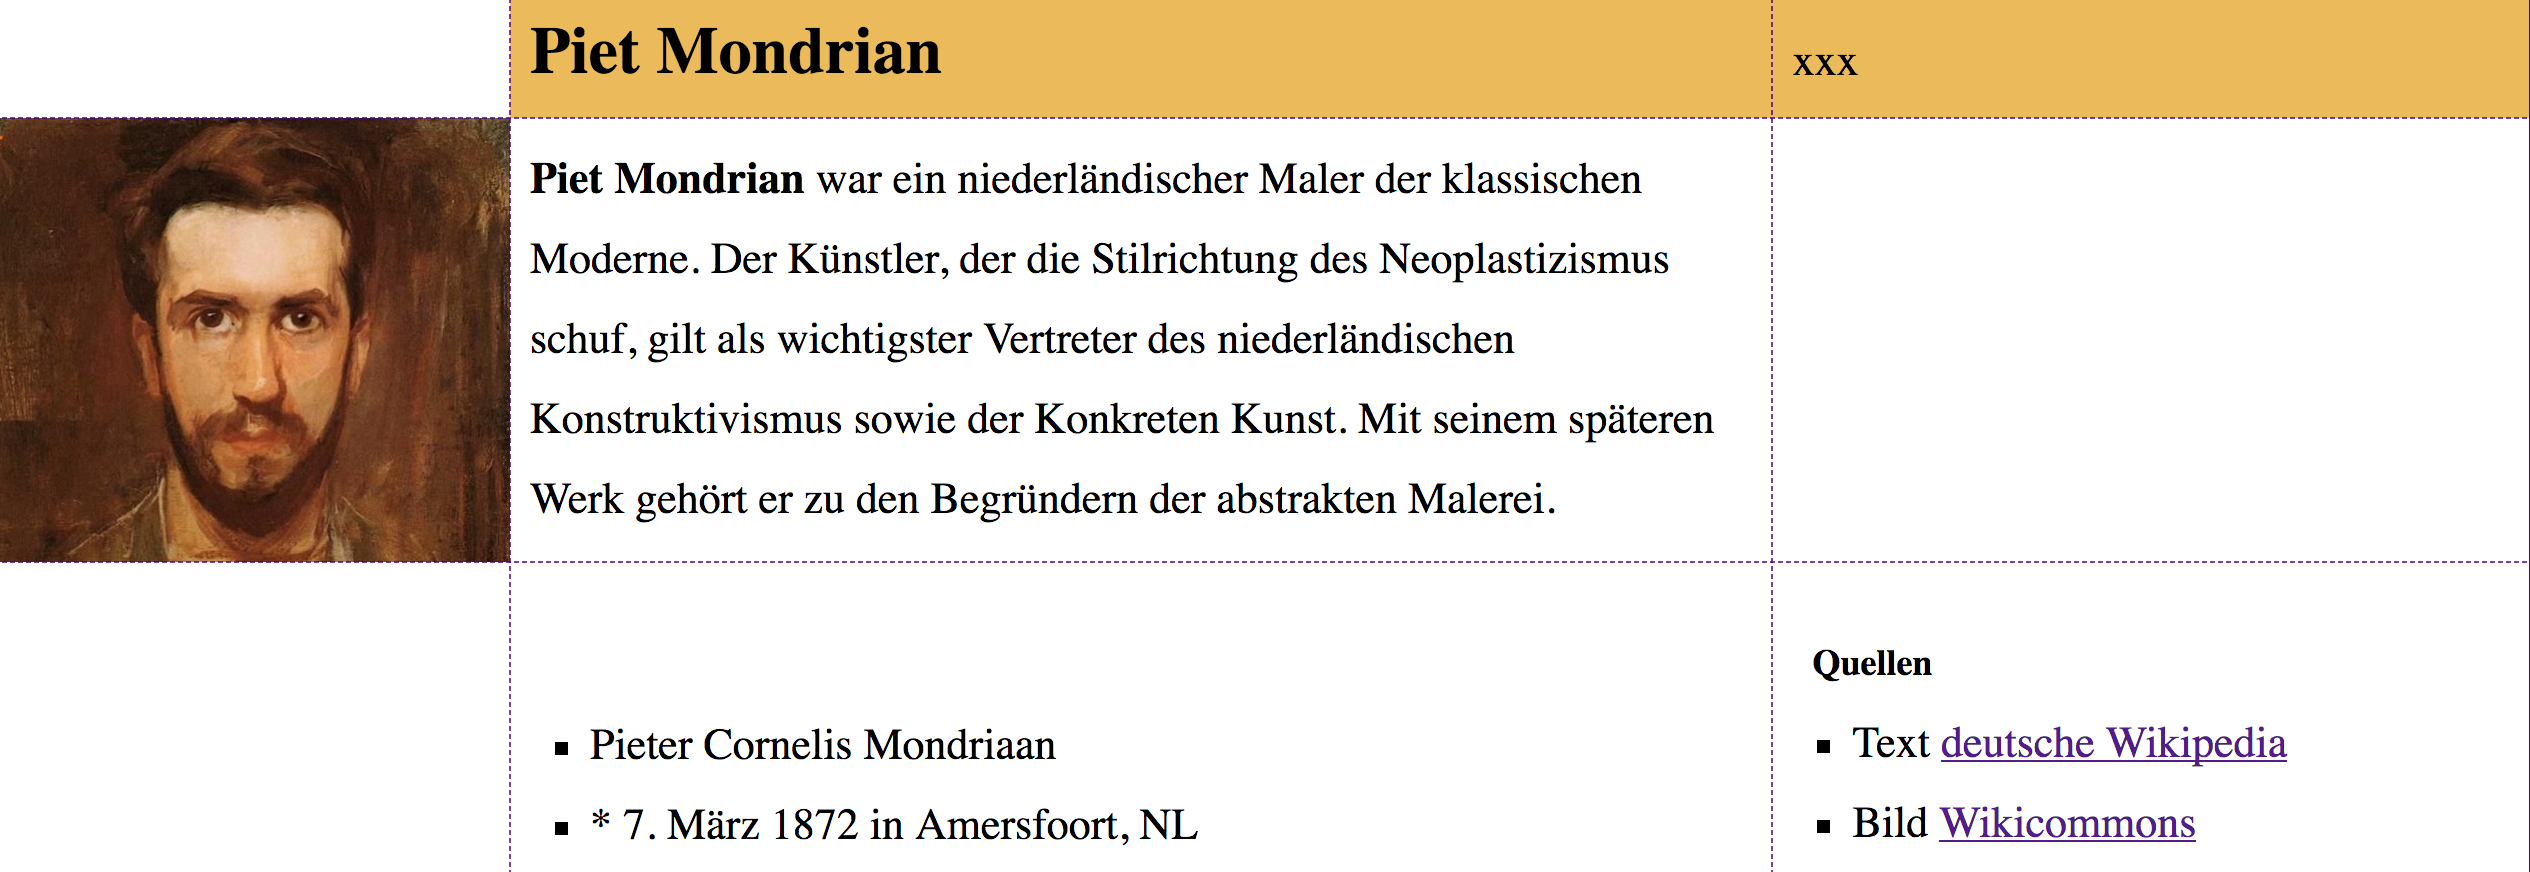 Piet Mondrian
xxx
Piet Mondrian war ein niederländischer Maler der klassischen
Moderne. Der Künstler, der die Stilrichtung des Neoplastizismus
schuf, gilt als wichtigster Vertreter des niederländischen
Konstruktivismus sowie der Konkreten Kunst. Mit seinem späteren
Werk gehört er zu den Begründern der abstrakten Malerei.
Pieter Cornelis Mondriaan
* 7. März 1872 in Amersfoort, NL
Quellen
Text deutsche Wikipedia
Bild Wikicommons